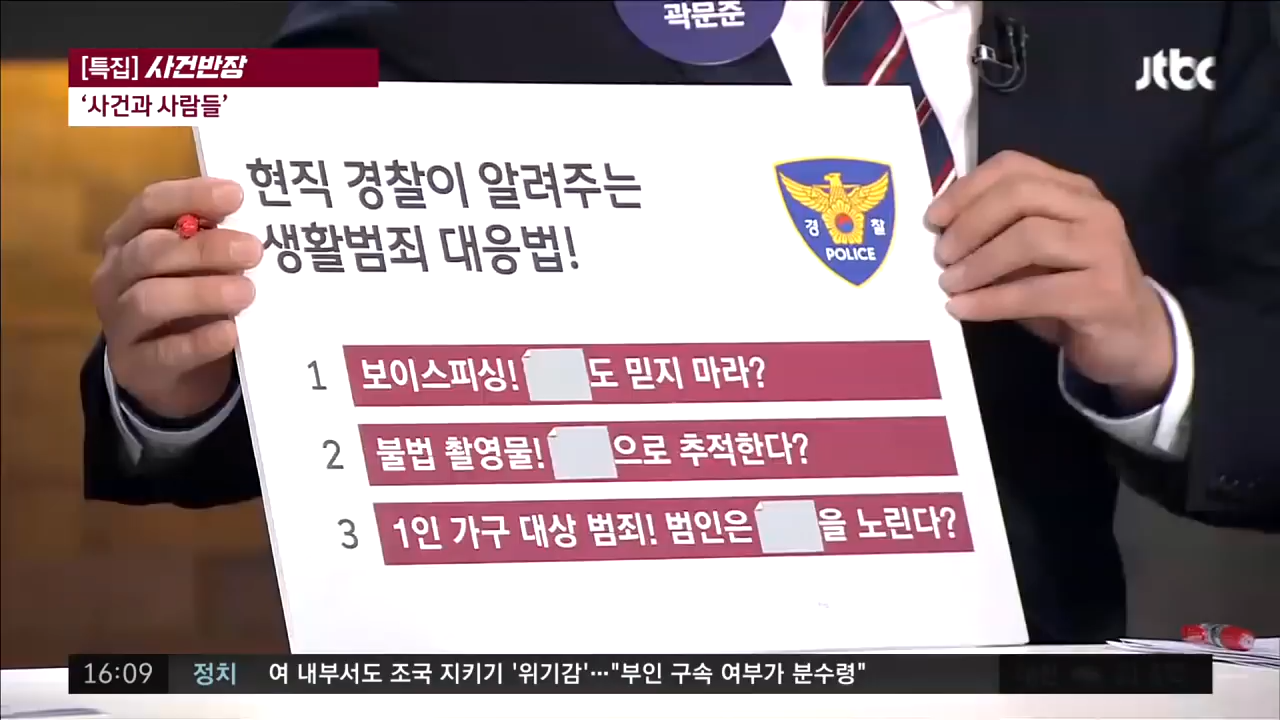 곽문준
[특집] 사건반장
jtbc
'사건과 사람들'
현직 경찰이 알려주는
생활범죄 대응법!
경 찰
POLICE
1 보이스피싱! 도 믿지 마라?
2 불법 촬영물! 으로 추적한다?
3 1인 가구 대상 범죄! 범인은 을 노린다?
16:09 정치 여 내부서도 조국 지키기 '위기감'…"부인 구속 여부가 분수령"